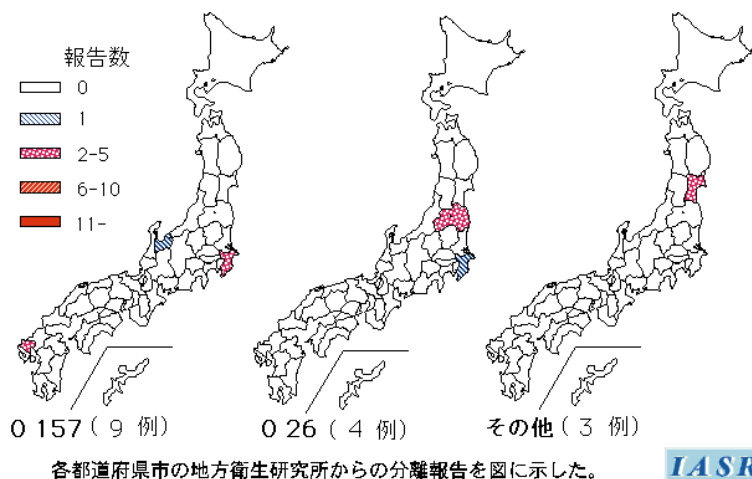 報告数
0
1
2-5
6-10
11-
O 157 ( 9 例 )
O 26 ( 4 例 )
その他 ( 3 例 )
各都道府県市の地方衛生研究所からの分離報告を図に示した。
IASR